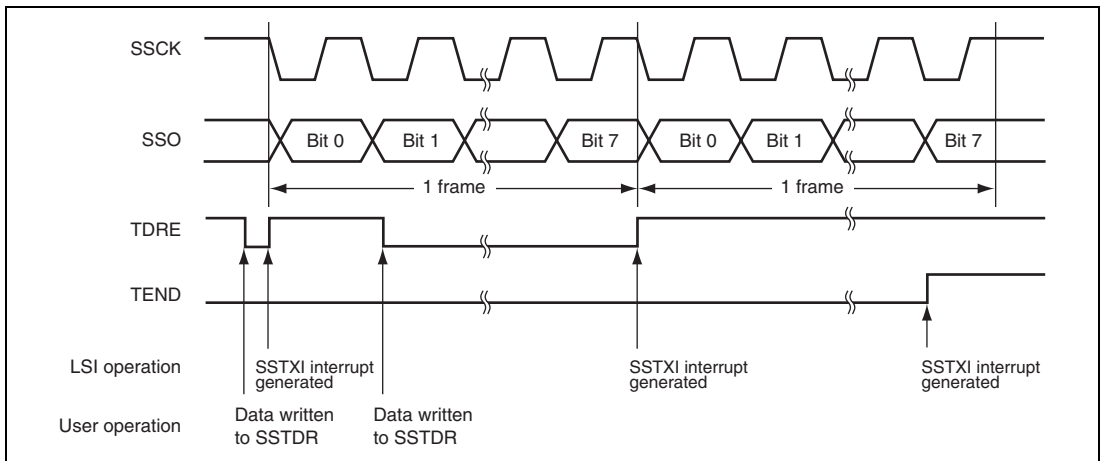 SSCK
SSO
Bit 0
Bit 1
Bit 7
Bit 0
Bit 1
Bit 7
1 frame
1 frame
TDRE
TEND
LSI operation
SSTXI interrupt
generated
SSTXI interrupt
generated
SSTXI interrupt
generated
User operation
Data written
to SSTDR
Data written
to SSTDR